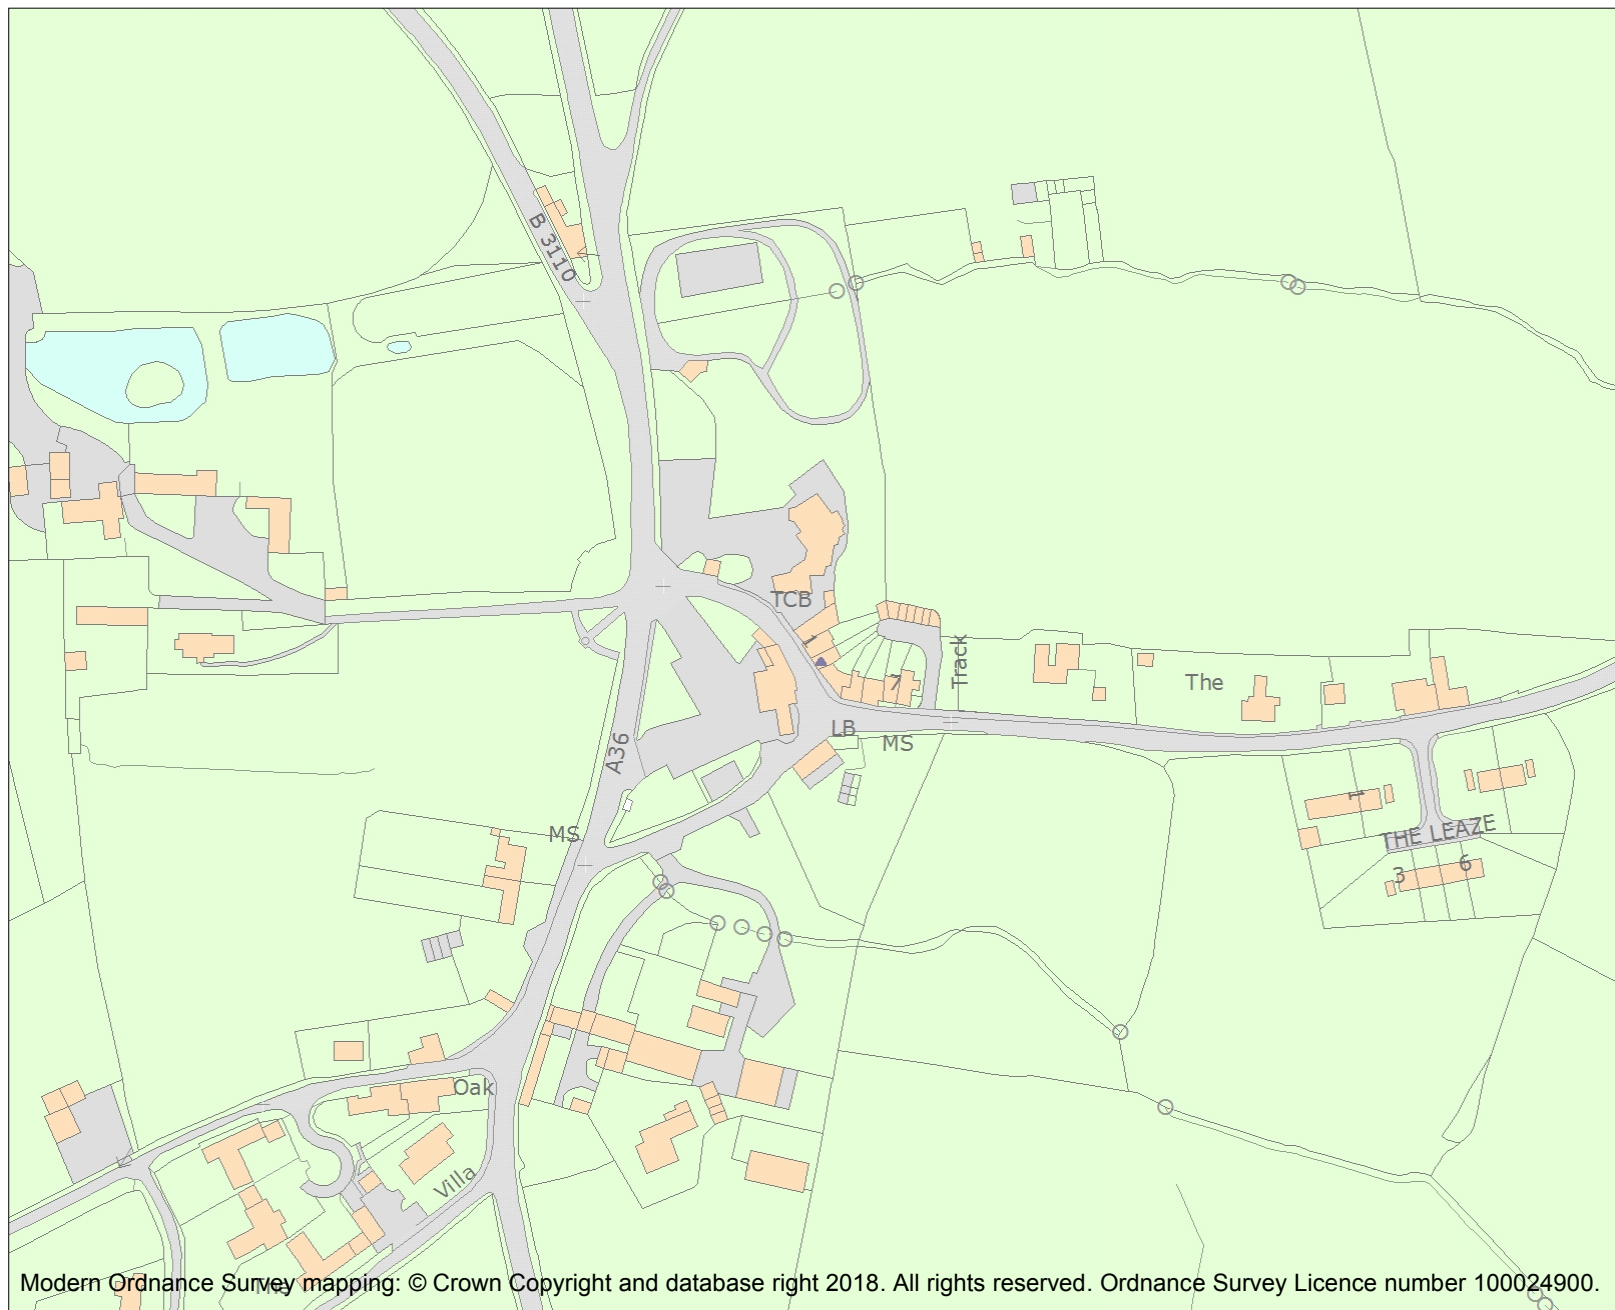 B 3110
TCB
1
7
Track
The
LB
MS
A36
MS
1
THE LEAZE
3
6
Oak
Villa
The
Modern Ordnance Survey mapping: © Crown Copyright and database right 2018. All rights reserved. Ordnance Survey Licence number 100024900.